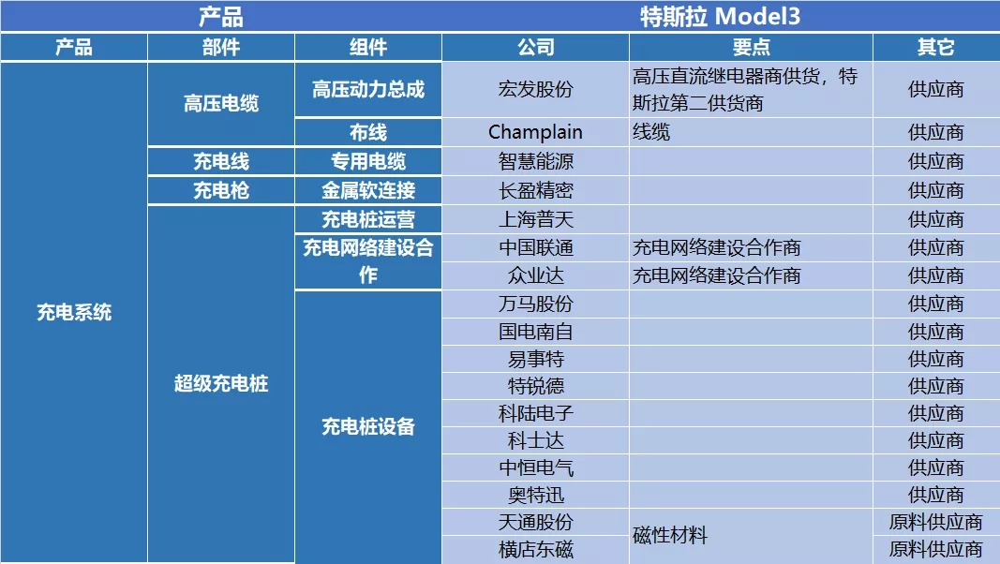 产品 特斯拉 Model3
产品 部件 组件 公司 要点 其它
充电系统
高压电缆
高压动力总成 宏发股份 高压直流继电器商供货，特
斯拉第二供货商 供应商
布线 Champlain 线缆 供应商
充电线 专用电缆 智慧能源 供应商
充电枪 金属软连接 长盈精密 供应商
超级充电桩
充电桩运营 上海普天 供应商
充电网络建设合
作
中国联通 充电网络建设合作商 供应商
众业达 充电网络建设合作商 供应商
充电桩设备
万马股份 供应商
国电南自 供应商
易事特 供应商
特锐德 供应商
科陆电子 供应商
科士达 供应商
中恒电气 供应商
奥特迅 供应商
天通股份 磁性材料 原料供应商
横店东磁 原料供应商